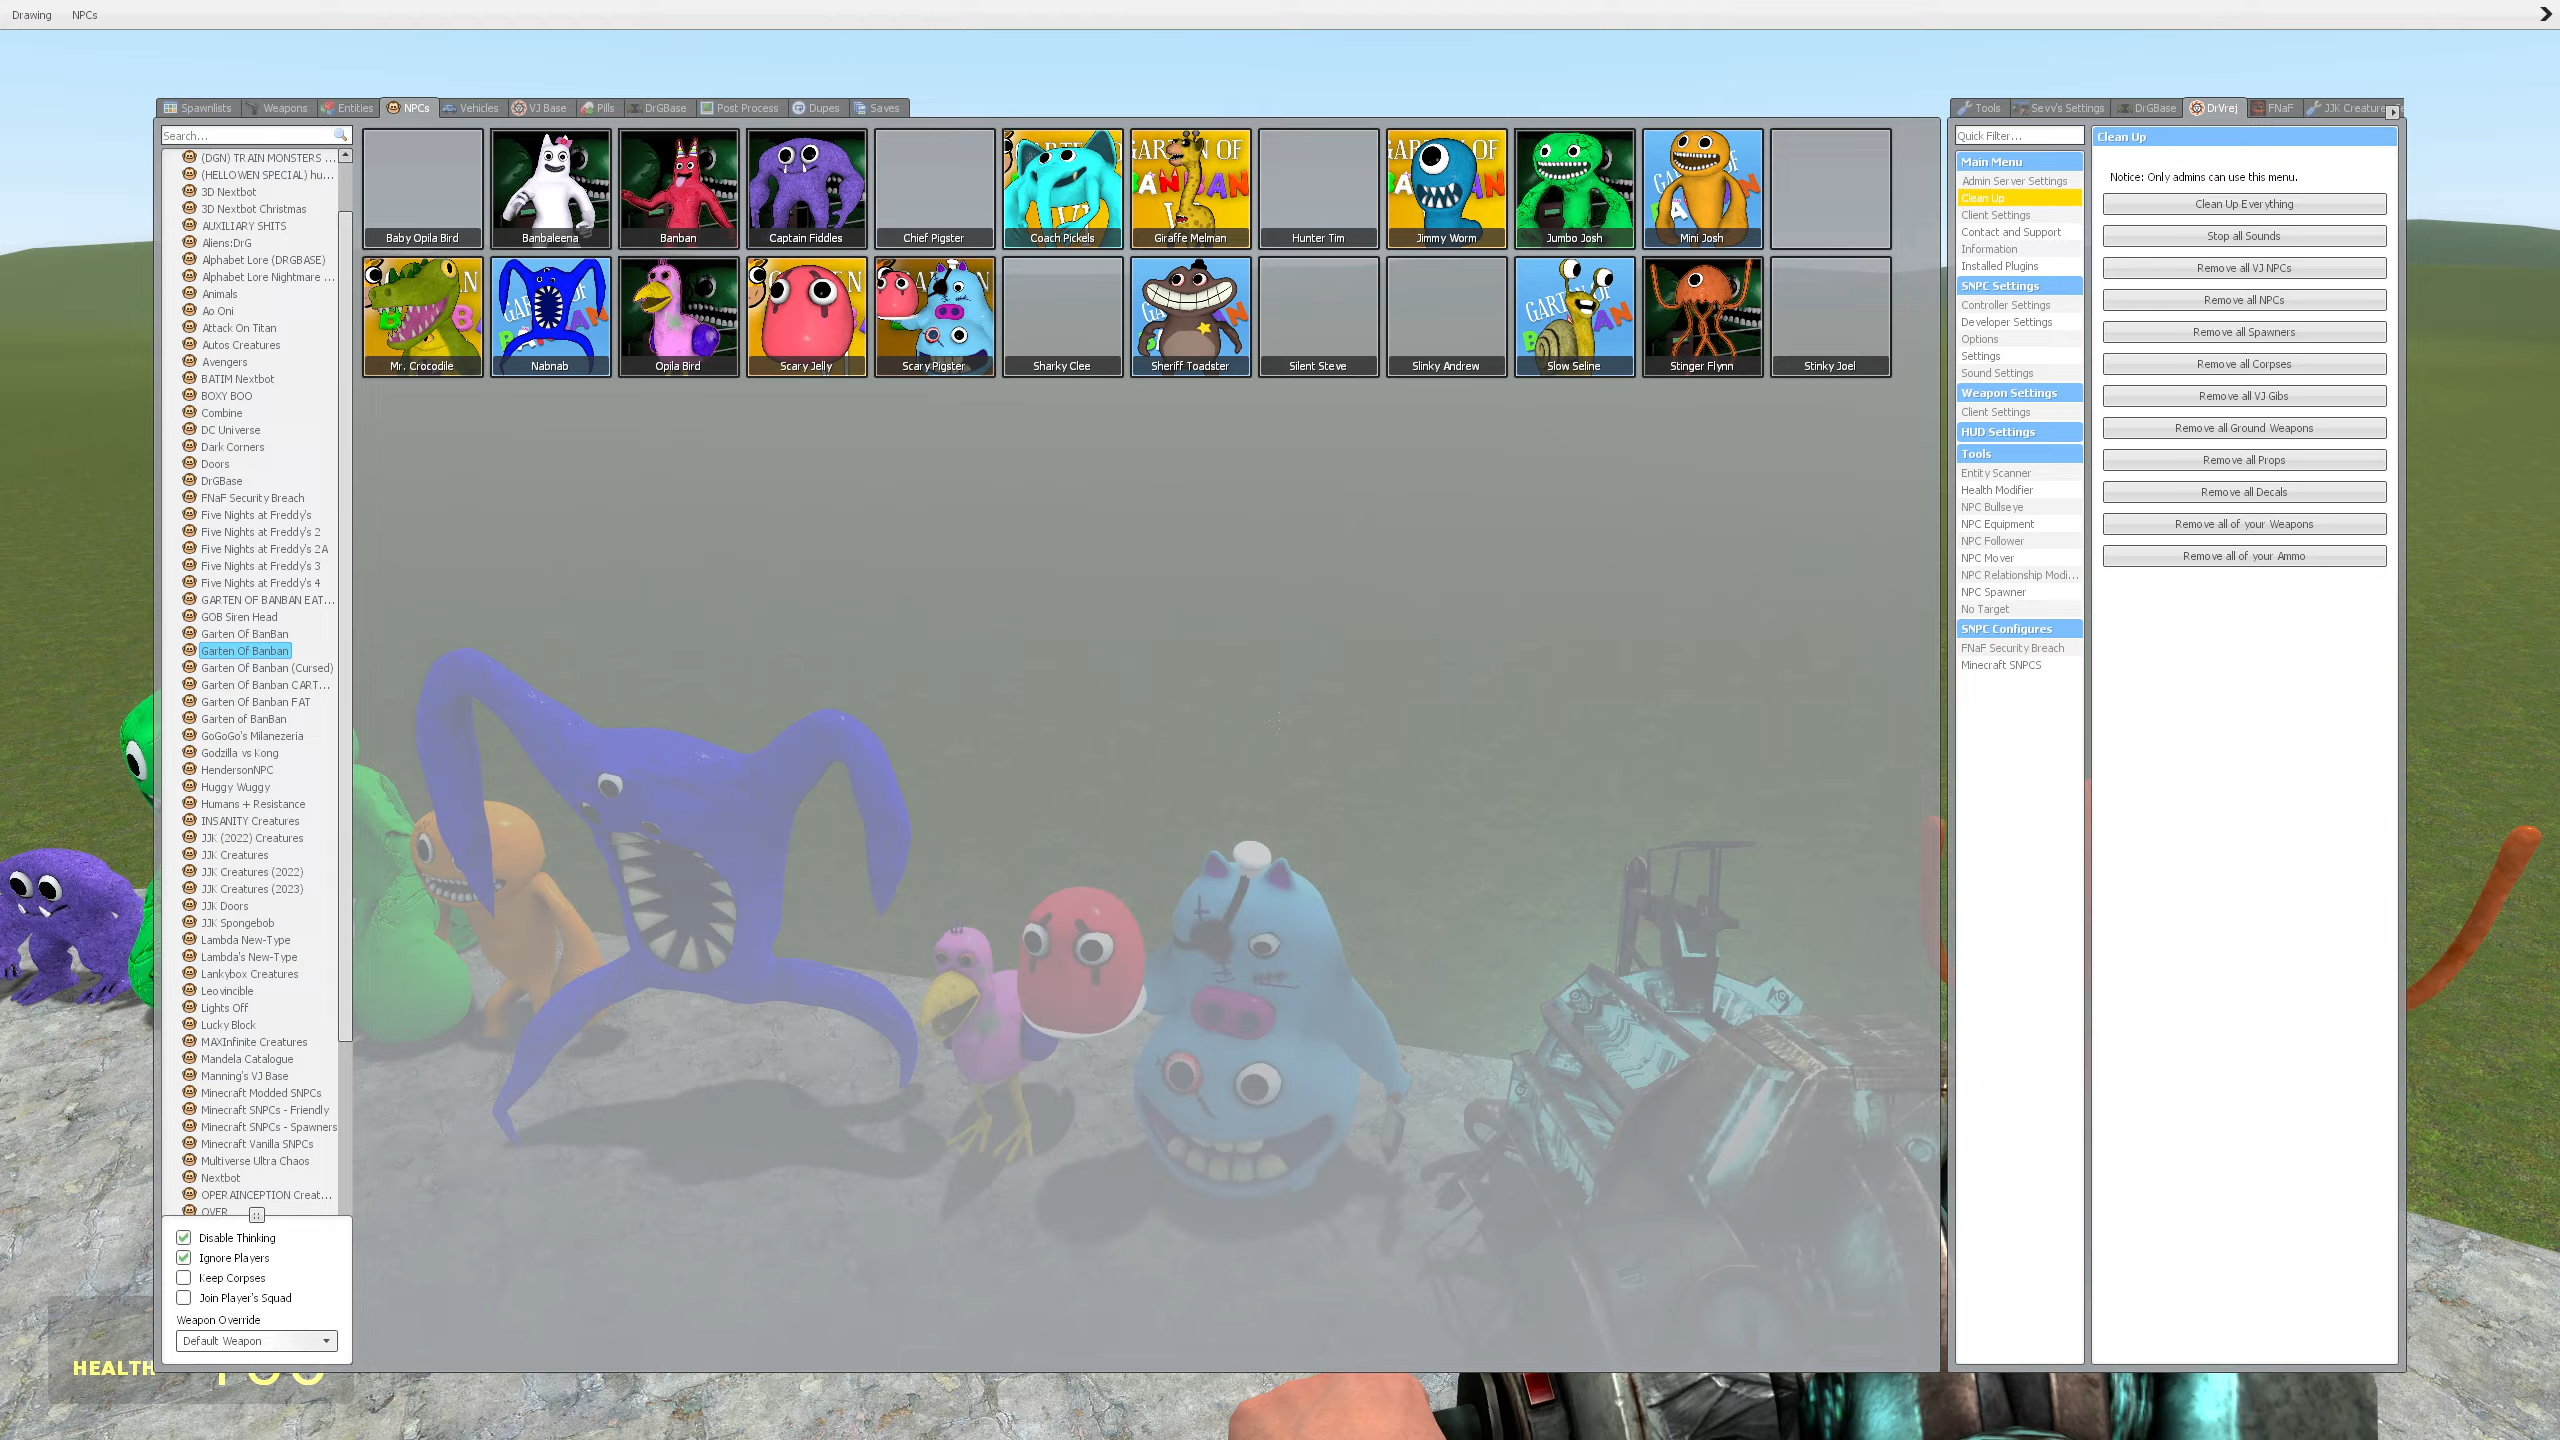 Drawing NPCs
Spawnlists Weapons Entities NPCs Vehicles VJ Base Pills DrGBase Post Process Dupes Saves
Search...
(DGN) TRAIN MONSTERS ...
(HELLOWEN SPECIAL) hu...
3D Nextbot
3D Nextbot Christmas
AUXILIARY SHITS
Aliens:DrG
Alphabet Lore (DRGBASE)
Alphabet Lore Nightmare ...
Animals
Ao Oni
Attack On Titan
Autos Creatures
Avengers
BATIM Nextbot
BOXY BOO
Combine
DC Universe
Dark Corners
Doors
DrGBase
FNaF Security Breach
Five Nights at Freddy's
Five Nights at Freddy's 2
Five Nights at Freddy's 2A
Five Nights at Freddy's 3
Five Nights at Freddy's 4
GARTEN OF BANBAN EAT...
GOB Siren Head
Garten Of BanBan
Garten Of Banban
Garten Of Banban (Cursed)
Garten Of Banban CART...
Garten Of Banban FAT
Garten of BanBan
GoGoGo's Milanezeria
Godzilla vs Kong
HendersonNPC
Huggy Wuggy
Humans + Resistance
INSANITY Creatures
JJK (2022) Creatures
JJK Creatures
JJK Creatures (2022)
JJK Creatures (2023)
JJK Doors
JJK Spongebob
Lambda New-Type
Lambda's New-Type
Lankybox Creatures
Leovincible
Lights Off
Lucky Block
MAXInfinite Creatures
Mandela Catalogue
Manning's VJ Base
Minecraft Modded SNPCs
Minecraft SNPCs - Friendly
Minecraft SNPCs - Spawners
Minecraft Vanilla SNPCs
Multiverse Ultra Chaos
Nextbot
OPERAINCEPTION Creat...
OVER
Disable Thinking
Ignore Players
Keep Corpses
Join Player's Squad
Weapon Override
Default Weapon
HEALTH 100
Baby Opila Bird Banbaleena Banban Captain Fiddles Chief Pigster Coach Pickels Giraffe Melman Hunter Tim Jimmy Worm Jumbo Josh Mini Josh
Mr. Crocodile Nabnab Opila Bird Scary Jelly Scary Pigster Sharky Clee Sheriff Toadster Silent Steve Slinky Andrew Slow Seline Stinger Flynn Stinky Joel
Tools Sevv's Settings DrGBase DrVrej FNaF JJK Creature
Quick Filter...
Main Menu
Admin Server Settings
Clean Up
Client Settings
Contact and Support
Information
Installed Plugins
SNPC Settings
Controller Settings
Developer Settings
Options
Settings
Sound Settings
Weapon Settings
Client Settings
HUD Settings
Tools
Entity Scanner
Health Modifier
NPC Bullseye
NPC Equipment
NPC Follower
NPC Mover
NPC Relationship Modi...
NPC Spawner
No Target
SNPC Configures
FNaF Security Breach
Minecraft SNPCS
Clean Up
Notice: Only admins can use this menu.
Clean Up Everything
Stop all Sounds
Remove all VJ NPCs
Remove all NPCs
Remove all Spawners
Remove all Corpses
Remove all VJ Gibs
Remove all Ground Weapons
Remove all Props
Remove all Decals
Remove all of your Weapons
Remove all of your Ammo